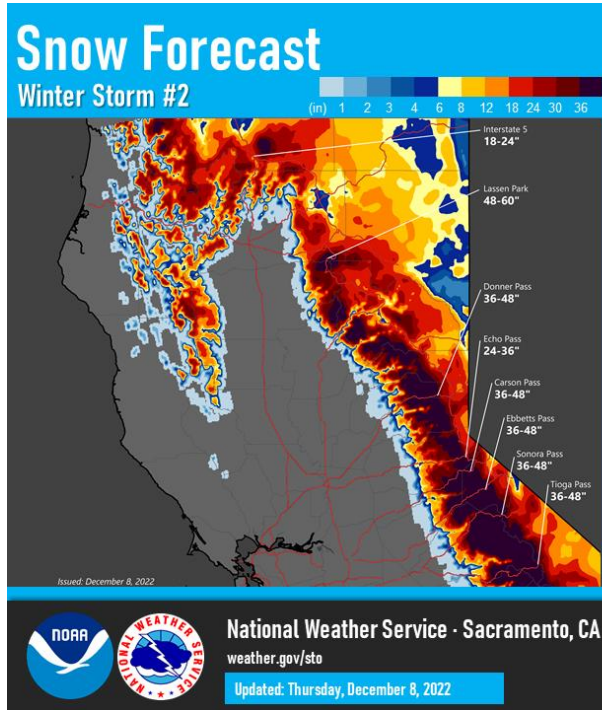 Snow Forecast
Winter Storm #2
(in) 1 2 3 4 6 8 12 18 24 30 36
Interstate 5
18-24"
Lassen Park
48-60"
Donner Pass
36-48"
Echo Pass
24-36"
Carson Pass
36-48"
Ebbetts Pass
36-48"
Sonora Pass
36-48"
Tioga Pass
36-48"
Issued: December 8, 2022
NOAA
NATIONAL WEATHER SERVICE
National Weather Service · Sacramento, CA
weather.gov/sto
Updated: Thursday, December 8, 2022